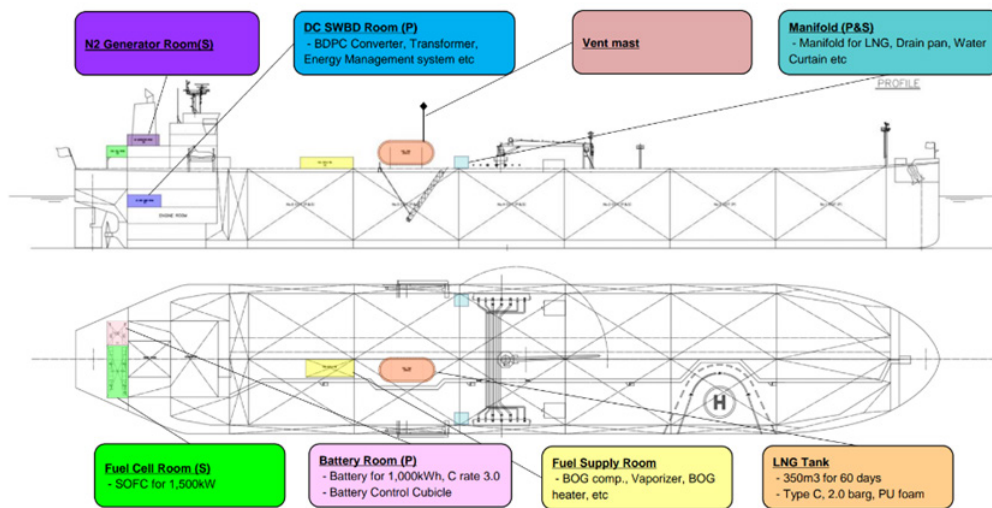 N2 Generator Room(S)
DC SWBD Room (P)
- BDPC Converter, Transformer,
Energy Management system etc
Vent mast
Manifold (P&S)
- Manifold for LNG, Drain pan, Water
Curtain etc
PROFILE
ENGINE ROOM
H
Fuel Cell Room (S)
- SOFC for 1,500kW
Battery Room (P)
- Battery for 1,000kWh, C rate 3.0
- Battery Control Cubicle
Fuel Supply Room
- BOG comp., Vaporizer, BOG
heater, etc
LNG Tank
- 350m3 for 60 days
- Type C, 2.0 barg, PU foam